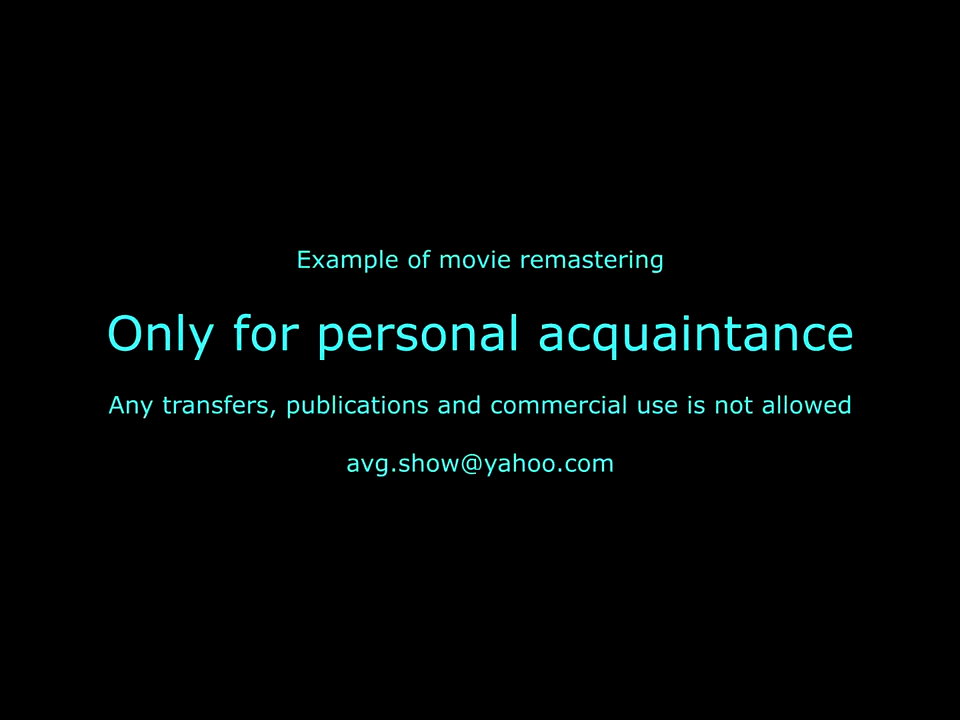 Example of movie remastering
Only for personal acquaintance
Any transfers, publications and commercial use is not allowed
avg.show@yahoo.com